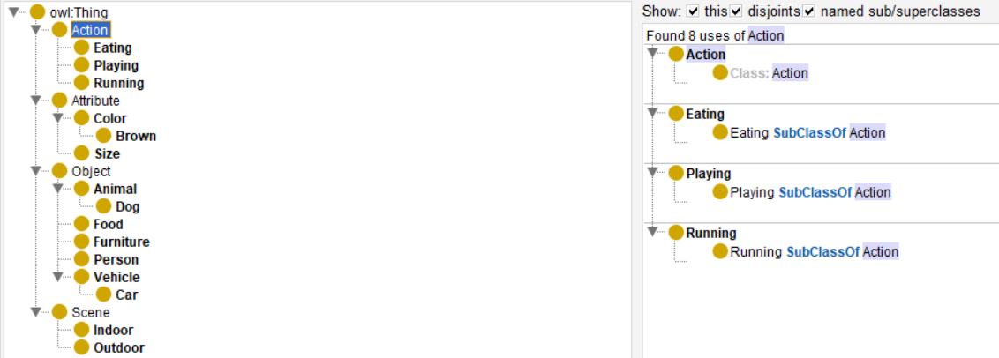 owl:Thing
Action
Eating
Playing
Running
Attribute
Color
Brown
Size
Object
Animal
Dog
Food
Furniture
Person
Vehicle
Car
Scene
Indoor
Outdoor
Show: this disjoints named sub/superclasses
Found 8 uses of Action
Action
Class: Action
Eating
Eating SubClassOf Action
Playing
Playing SubClassOf Action
Running
Running SubClassOf Action